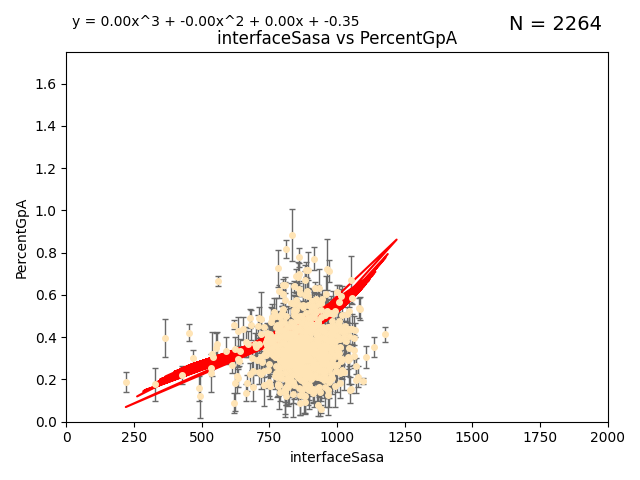 y = 0.00x^3 + -0.00x^2 + 0.00x + -0.35
N = 2264
interfaceSasa vs PercentGpA
PercentGpA
1.6
1.4
1.2
1.0
0.8
0.6
0.4
0.2
0.0
0 250 500 750 1000 1250 1500 1750 2000
interfaceSasa